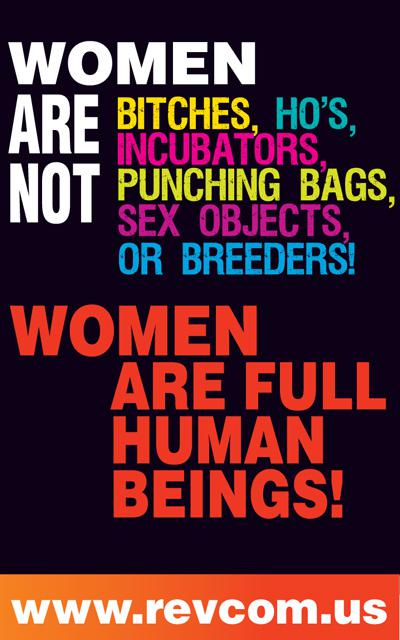 WOMEN
ARE BITCHES, HO'S,
INCUBATORS,
NOT PUNCHING BAGS,
SEX OBJECTS,
OR BREEDERS!
WOMEN
ARE FULL
HUMAN
BEINGS!
www.revcom.us